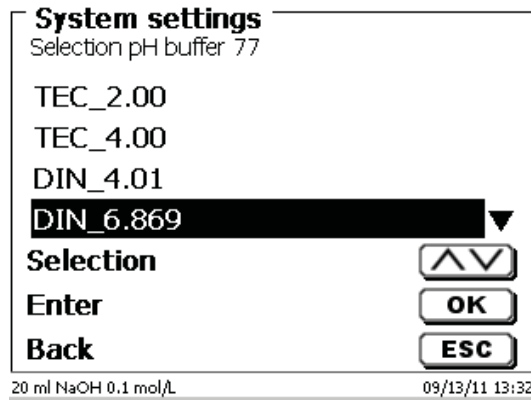 System settings
Selection pH buffer 77
TEC_2.00
TEC_4.00
DIN_4.01
DIN_6.869
Selection
Enter OK
Back ESC
20 ml NaOH 0.1 mol/L 09/13/11 13:32